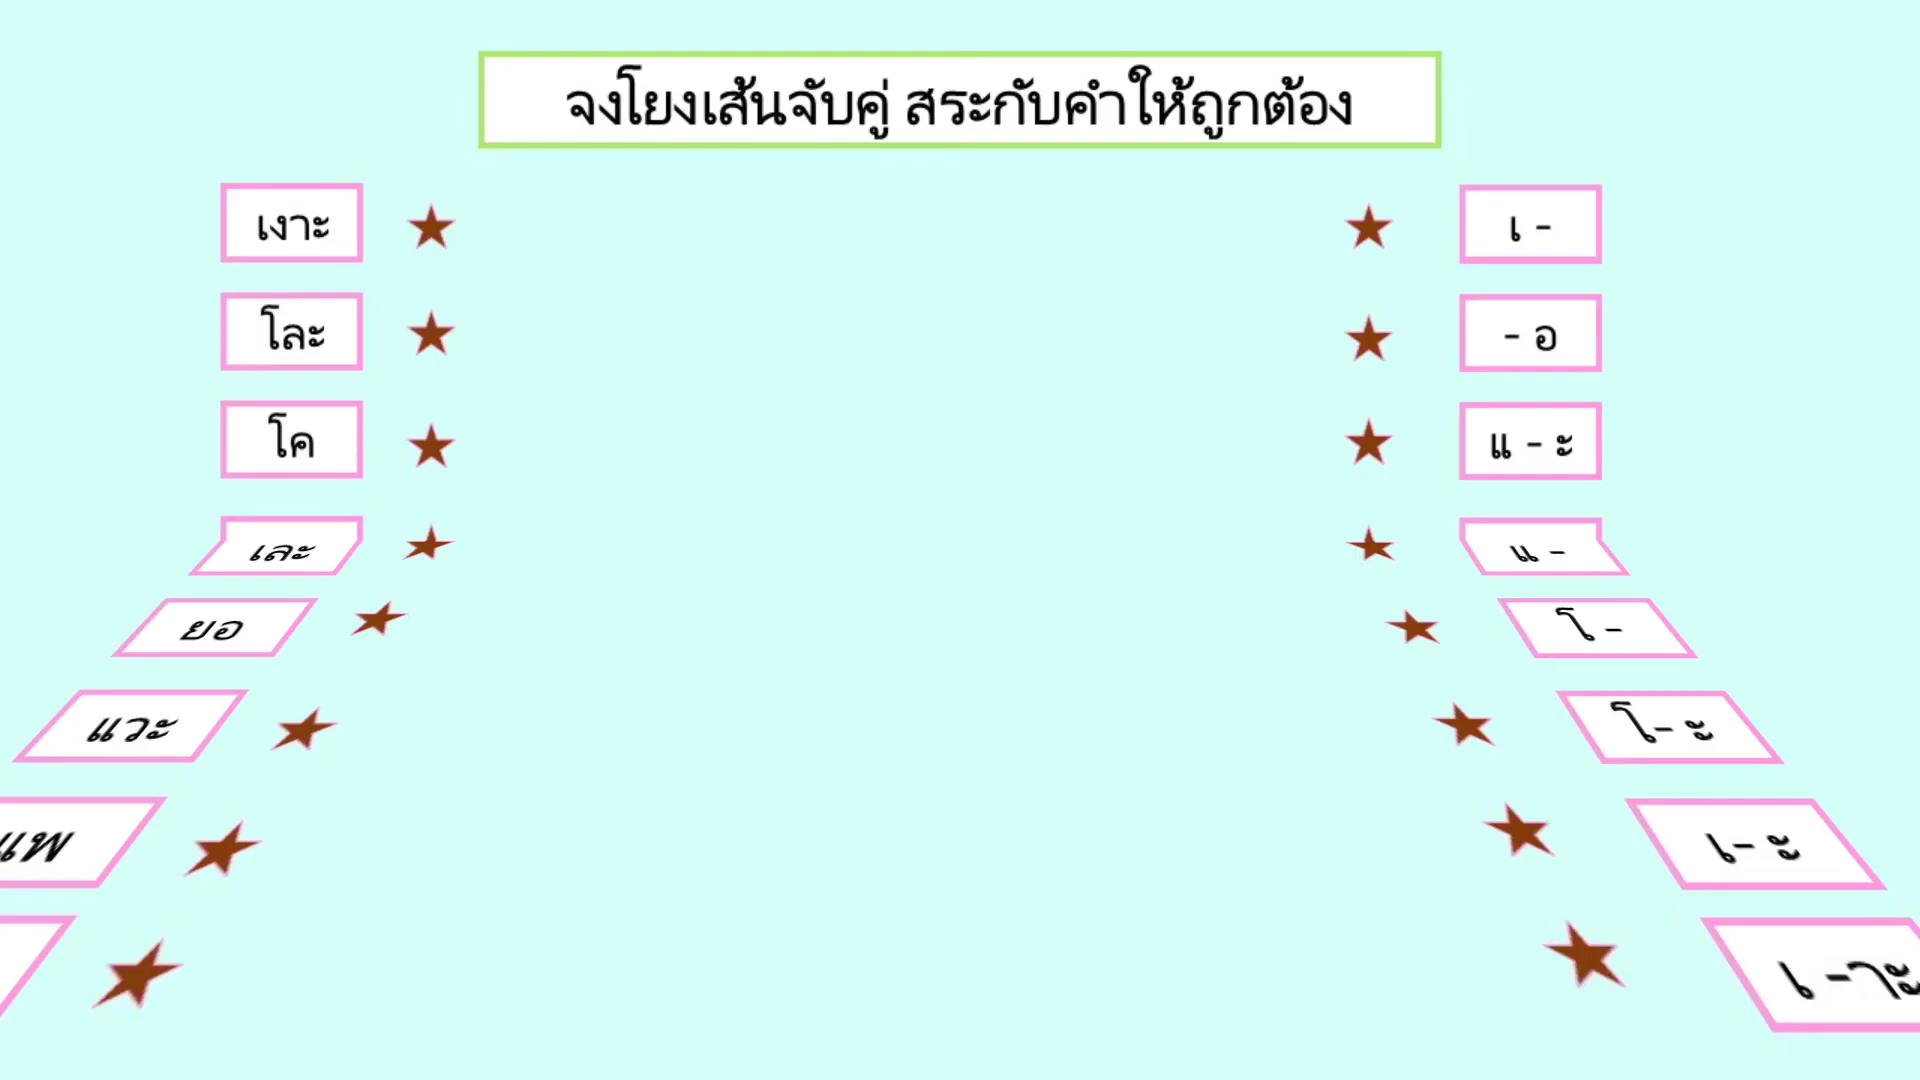 จงโยงเส้นจับคู่ สระกับคำให้ถูกต้อง
เงาะ
เ -
โละ
- อ
โค
แ - ะ
เละ
แ -
ยอ
โ -
แวะ
โ- ะ
แพ
เ- ะ
เ -าะ